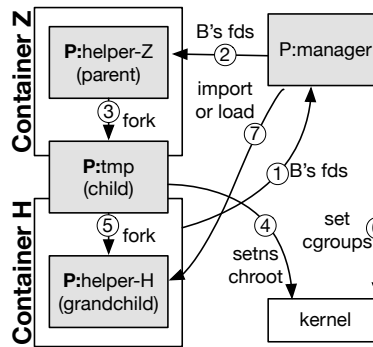 Container Z
P:helper-Z
(parent)
B's fds
2
P:manager
3
fork
import
or load
7
P:tmp
(child)
1
B's fds
Container H
5
fork
4
setns
chroot
set
cgroups
P:helper-H
(grandchild)
kernel